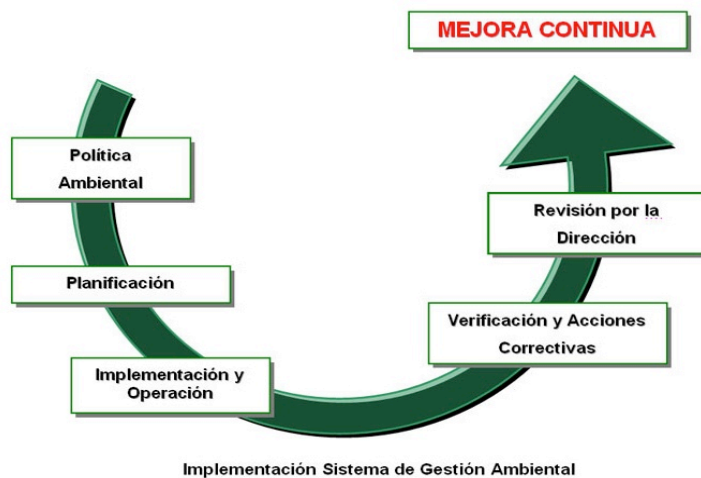 MEJORA CONTINUA
Política
Ambiental
Planificación
Implementación y
Operación
Verificación y Acciones
Correctivas
Revisión por la
Dirección
Implementación Sistema de Gestión Ambiental